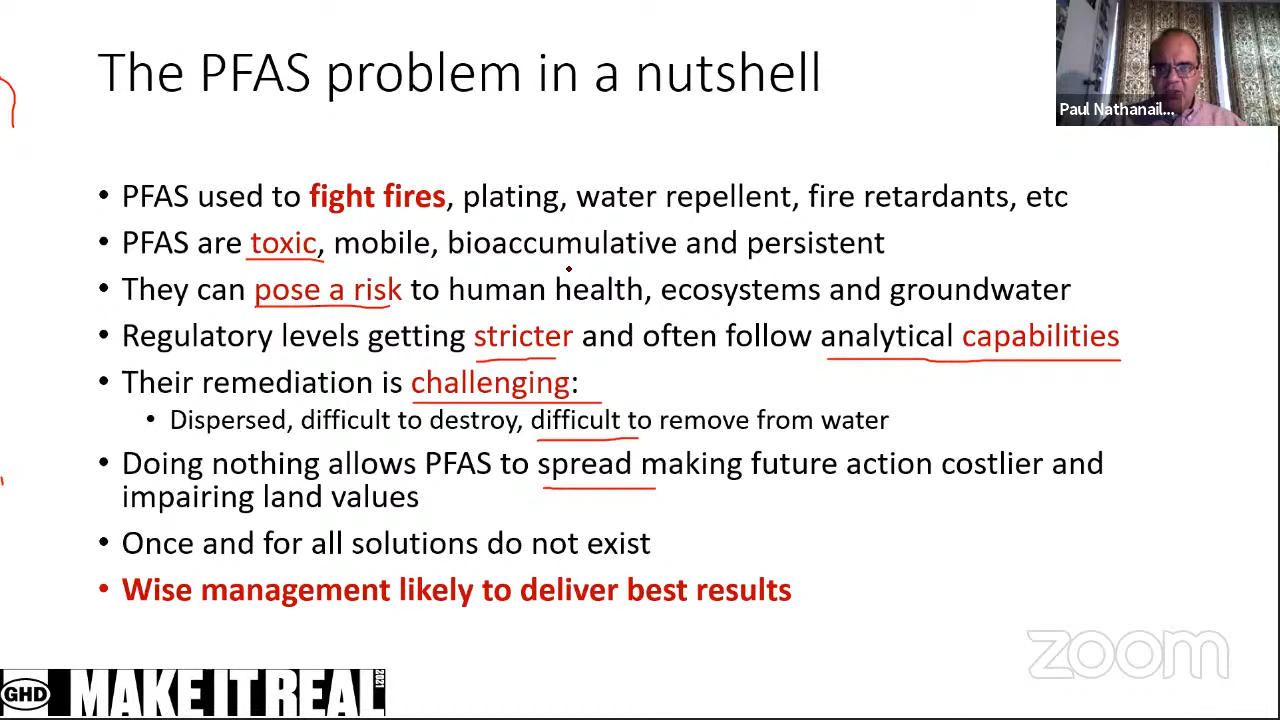 The PFAS problem in a nutshell
Paul Nathanail...
• PFAS used to fight fires, plating, water repellent, fire retardants, etc
• PFAS are toxic, mobile, bioaccumulative and persistent
• They can pose a risk to human health, ecosystems and groundwater
• Regulatory levels getting stricter and often follow analytical capabilities
• Their remediation is challenging:
• Dispersed, difficult to destroy, difficult to remove from water
• Doing nothing allows PFAS to spread making future action costlier and
impairing land values
• Once and for all solutions do not exist
• Wise management likely to deliver best results
zoom
GHD MAKE IT REAL 2021